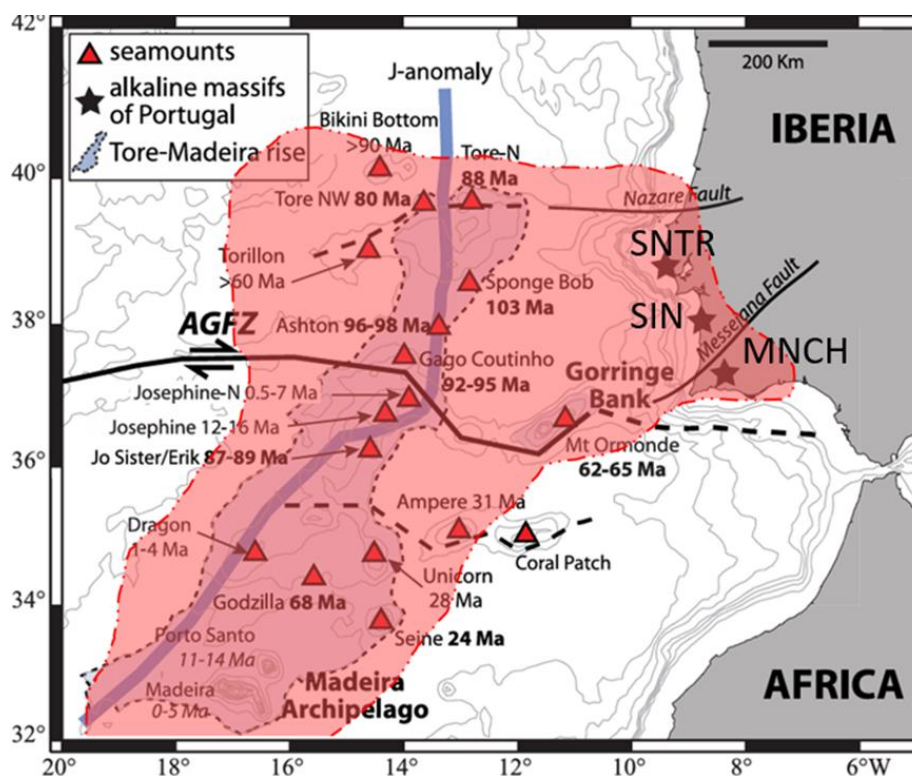 42°
seamounts
alkaline massifs
of Portugal
Tore-Madeira rise
J-anomaly
200 Km
IBERIA
Bikini Bottom
>90 Ma
Tore-N
88 Ma
40°
Tore NW 80 Ma
Nazare Fault
SNTR
Torillon
>60 Ma
Sponge Bob
103 Ma
38°
AGFZ
Ashton 96-98 Ma
SIN
Messejana Fault
Gago Coutinho
92-95 Ma
MNCH
Josephine-N 0.5-7 Ma
Gorringe
Bank
Josephine 12-16 Ma
Mt Ormonde
62-65 Ma
36°
Jo Sister/Erik 87-89 Ma
Ampere 31 Ma
Dragon
1-4 Ma
Coral Patch
Unicorn
28 Ma
34°
Godzilla 68 Ma
Seine 24 Ma
Porto Santo
11-14 Ma
Madeira
0-5 Ma
Madeira
Archipelago
AFRICA
32°
20 18 16 14 12 10 8 6°W